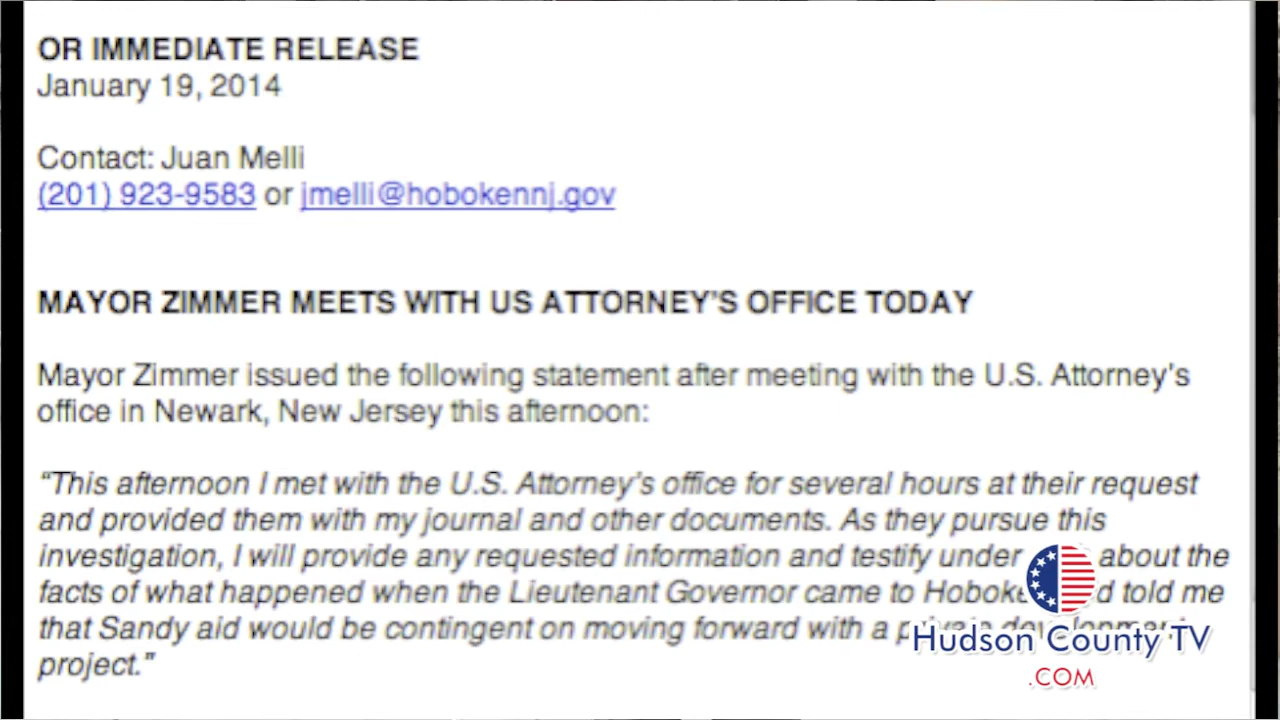 OR IMMEDIATE RELEASE
January 19, 2014
Contact: Juan Melli
(201) 923-9583 or jmelli@hobokennj.gov
MAYOR ZIMMER MEETS WITH US ATTORNEY'S OFFICE TODAY
Mayor Zimmer issued the following statement after meeting with the U.S. Attorney's
office in Newark, New Jersey this afternoon:
“This afternoon I met with the U.S. Attorney's office for several hours at their request
and provided them with my journal and other documents. As they pursue this
investigation, I will provide any requested information and testify under about the
facts of what happened when the Lieutenant Governor came to Hoboke d told me
that Sandy aid would be contingent on moving forward with a private development
project.”
Hudson County TV
.COM